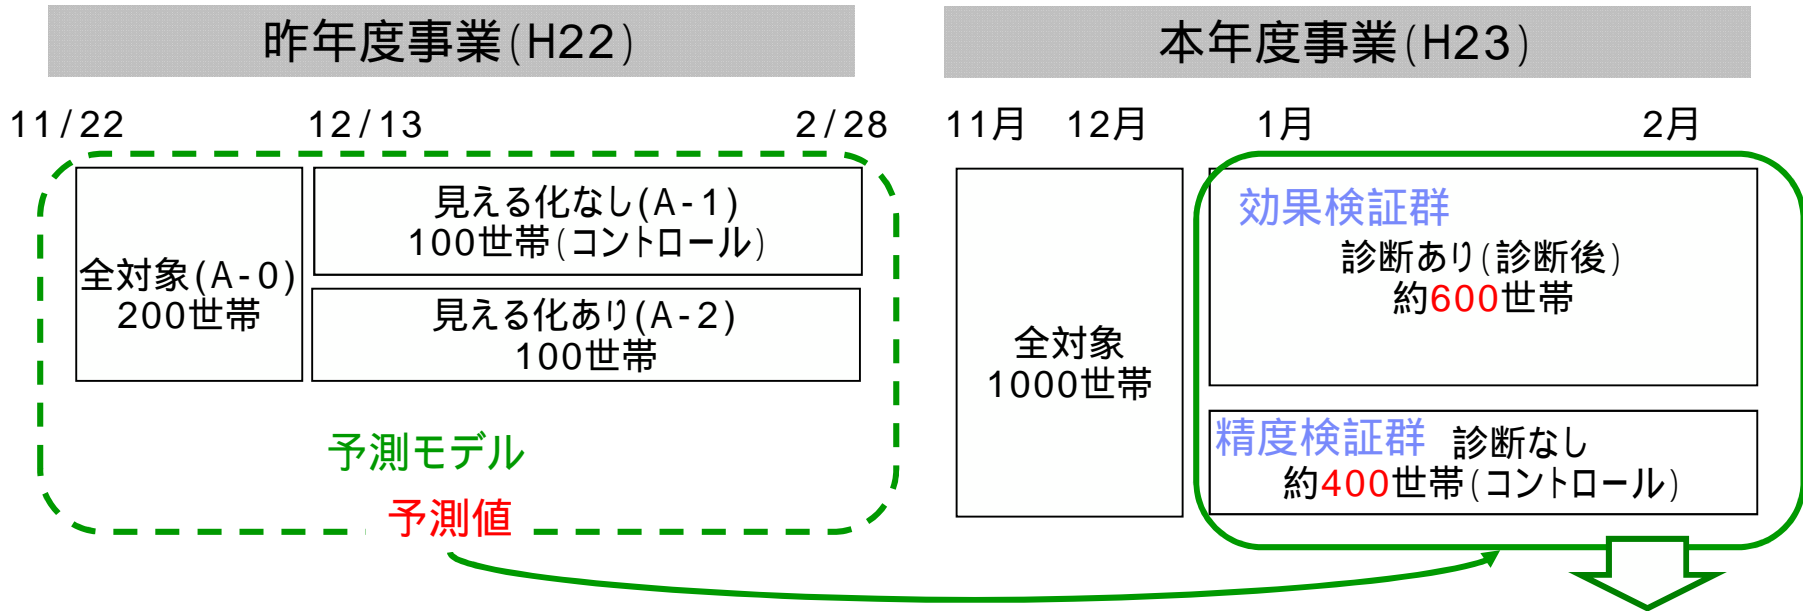 昨年度事業(H22)
11/22 12/13 2/28
全対象(A-0)
200世帯
見える化なし(A-1)
100世帯(コントロール)
見える化あり(A-2)
100世帯
予測モデル
予測値
本年度事業(H23)
11月 12月 1月 2月
全対象
1000世帯
効果検証群
診断あり(診断後)
約600世帯
精度検証群 診断なし
約400世帯(コントロール)